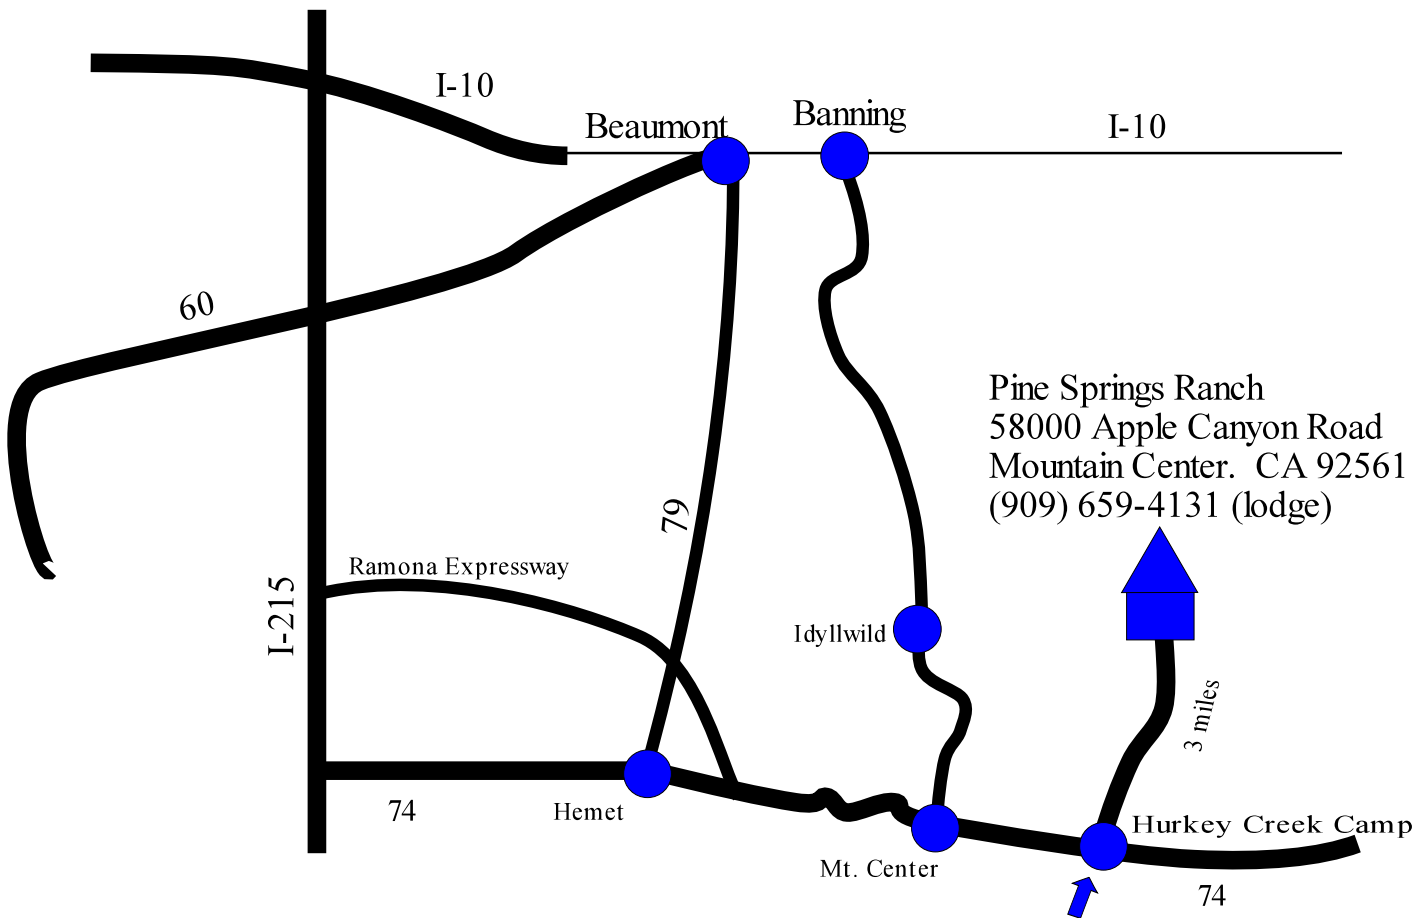 I-10
Beaumont
Banning
I-10
60
Pine Springs Ranch
58000 Apple Canyon Road
Mountain Center.  CA 92561
(909) 659-4131 (lodge)
79
Ramona Expressway
I-215
Idyllwild
3 miles
74
Hemet
Hurkey Creek Camp
Mt. Center
74